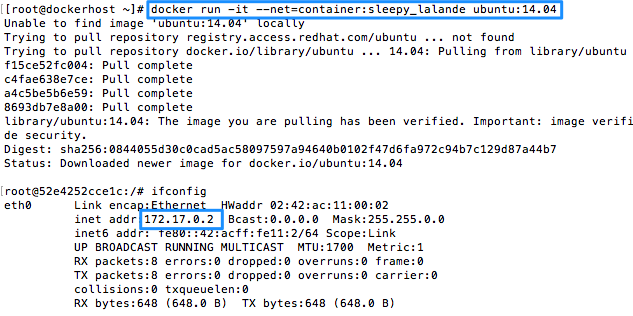 [[root@dockerhost ~]# docker run -it --net=container:sleepy_lalande ubuntu:14.04
Unable to find image 'ubuntu:14.04' locally
Trying to pull repository registry.access.redhat.com/ubuntu ... not found
Trying to pull repository docker.io/library/ubuntu ... 14.04: Pulling from library/ubuntu
f15ce52fc004: Pull complete
c4fae638e7ce: Pull complete
a4c5be5b6e59: Pull complete
8693db7e8a00: Pull complete
library/ubuntu:14.04: The image you are pulling has been verified. Important: image verifi
de security.
Digest: sha256:0844055d30c0cad5ac58097597a94640b0102f47d6fa972c94b7c129d87a44b7
Status: Downloaded newer image for docker.io/ubuntu:14.04
[root@52e4252cce1c:/# ifconfig
eth0 Link encap:Ethernet HWaddr 02:42:ac:11:00:02
inet addr 172.17.0.2 Bcast:0.0.0.0 Mask:255.255.0.0
inet6 addr: fe80::42:acff:fe11:2/64 Scope:Link
UP BROADCAST RUNNING MULTICAST MTU:1700 Metric:1
RX packets:8 errors:0 dropped:0 overruns:0 frame:0
TX packets:8 errors:0 dropped:0 overruns:0 carrier:0
collisions:0 txqueuelen:0
RX bytes:648 (648.0 B) TX bytes:648 (648.0 B)